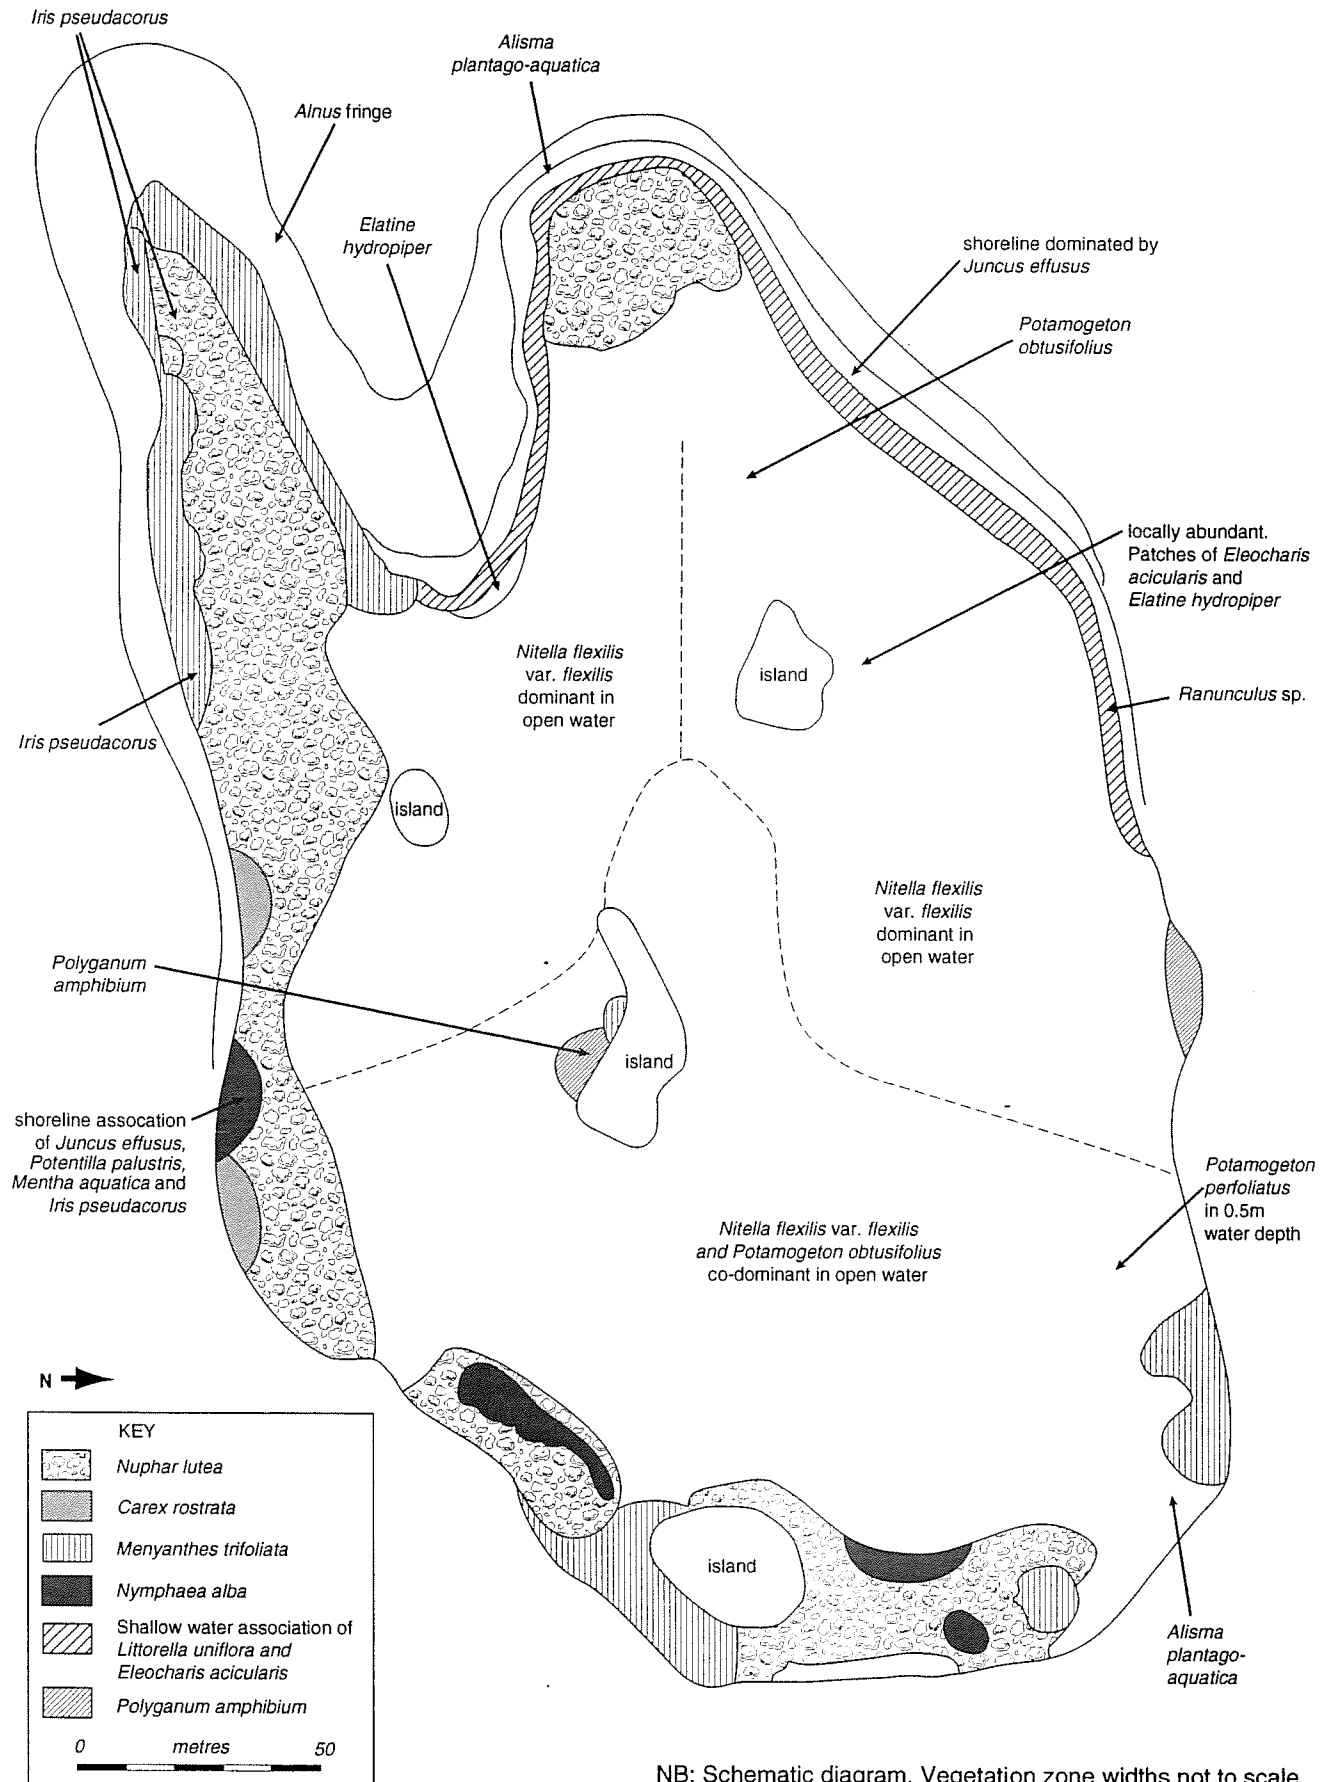 Iris pseudacorus
Alisma
plantago-aquatica
Alnus fringe
Elatine
hydropiper
shoreline dominated by
Juncus effusus
Potamogeton
obtusifolius
locally abundant.
Patches of Eleocharis
acicularis and
Elatine hydropiper
Nitella flexilis
var. flexilis
dominant in
open water
island
Ranunculus sp.
Iris pseudacorus
island
Nitella flexilis
var. flexilis
dominant in
open water
Polyganum
amphibium
island
shoreline assocation
of Juncus effusus,
Potentilla palustris,
Mentha aquatica and
Iris pseudacorus
Potamogeton
perfoliatus
in 0.5m
water depth
Nitella flexilis var. flexilis
and Potamogeton obtusifolius
co-dominant in open water
N
KEY
Nuphar lutea
Carex rostrata
Menyanthes trifoliata
Nymphaea alba
Shallow water association of
Littorella uniflora and
Eleocharis acicularis
Polyganum amphibium
0 metres 50
island
Alisma
plantago-
aquatica
NB: Schematic diagram. Vegetation zone widths not to scale